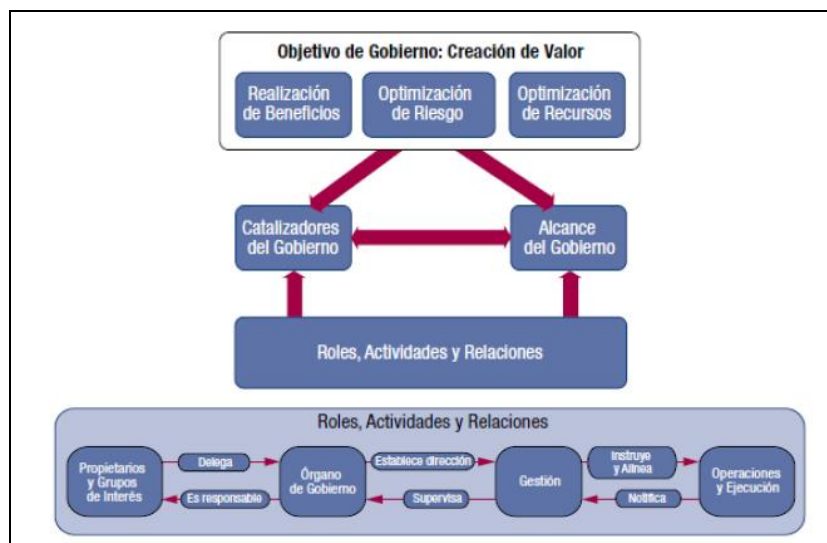 Objetivo de Gobierno: Creación de Valor
Realización
de Beneficios
Optimización
de Riesgo
Optimización
de Recursos
Catalizadores
del Gobierno
Alcance
del Gobierno
Roles, Actividades y Relaciones
Roles, Actividades y Relaciones
Propietarios
y Grupos
de Interés
Delega
Es responsable
Órgano
de Gobierno
Establece dirección
Supervisa
Gestión
Instruye
y Alinea
Notifica
Operaciones
y Ejecución